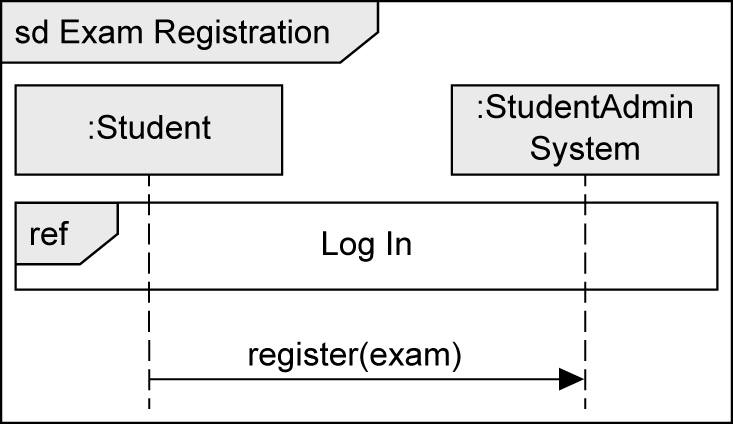 sd Exam Registration
:Student
:StudentAdmin
System
ref
Log In
register(exam)